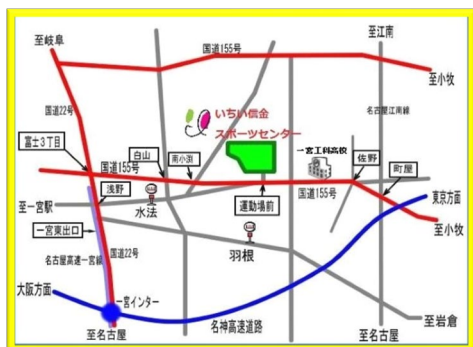 至岐阜
至江南
国道155号
至小牧
国道22号
名古屋江南線
いちい信金
スポーツセンター
富士3丁目
白山
南小渕
一宮工科高校
佐野
国道155号
町屋
浅野
国道155号
東京方面
至一宮駅
水法
運動場前
一宮東出口
羽根
至小牧
国道22号
名古屋高速一宮線
大阪方面
一宮インター
名神高速道路
至岩倉
至名古屋
至名古屋